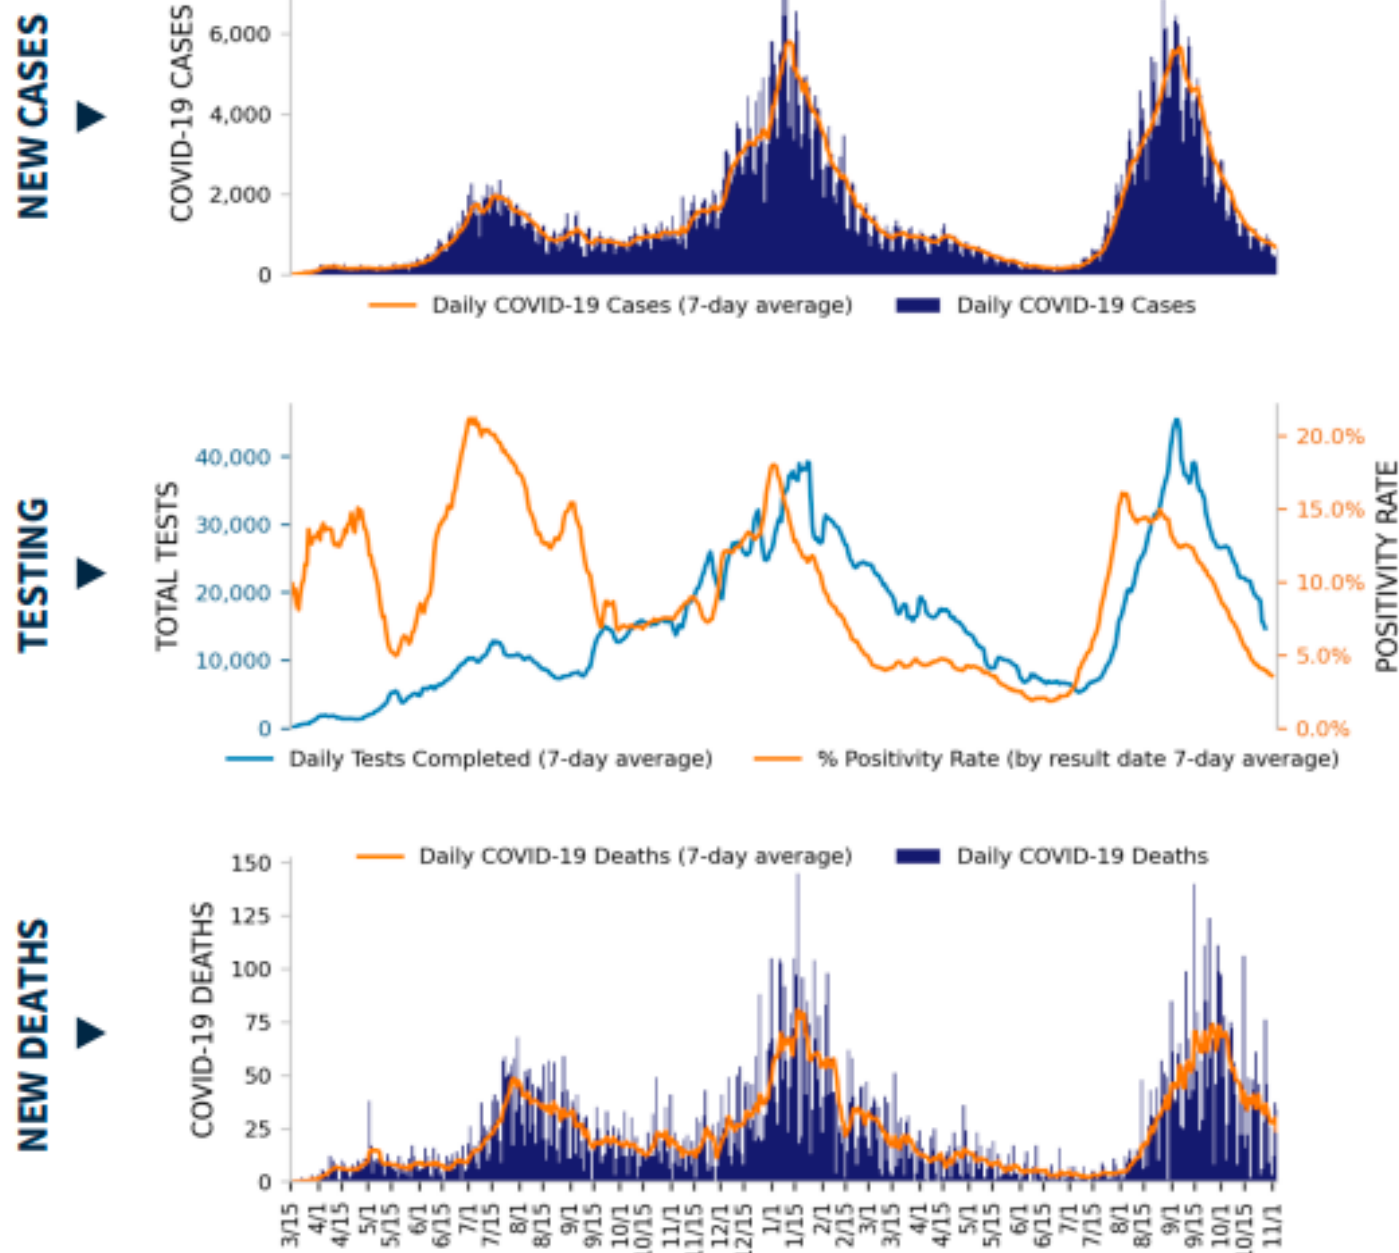 NEW CASES
COVID-19 CASES
6,000
4,000
2,000
0
Daily COVID-19 Cases (7-day average) Daily COVID-19 Cases
TESTING
TOTAL TESTS
40,000
30,000
20,000
10,000
0
20.0%
15.0%
10.0%
5.0%
0.0%
POSITIVITY RATE
Daily Tests Completed (7-day average) % Positivity Rate (by result date 7-day average)
NEW DEATHS
COVID-19 DEATHS
Daily COVID-19 Deaths (7-day average) Daily COVID-19 Deaths
150
125
100
75
50
25
0
3/15 4/1 4/15 5/1 5/15 6/1 6/15 7/1 7/15 8/1 8/15 9/1 9/15 10/1 10/15 11/1 11/15 12/1 12/15 1/1 1/15 2/1 2/15 3/1 3/15 4/1 4/15 5/1 5/15 6/1 6/15 7/1 7/15 8/1 8/15 9/1 9/15 10/1 10/15 11/1